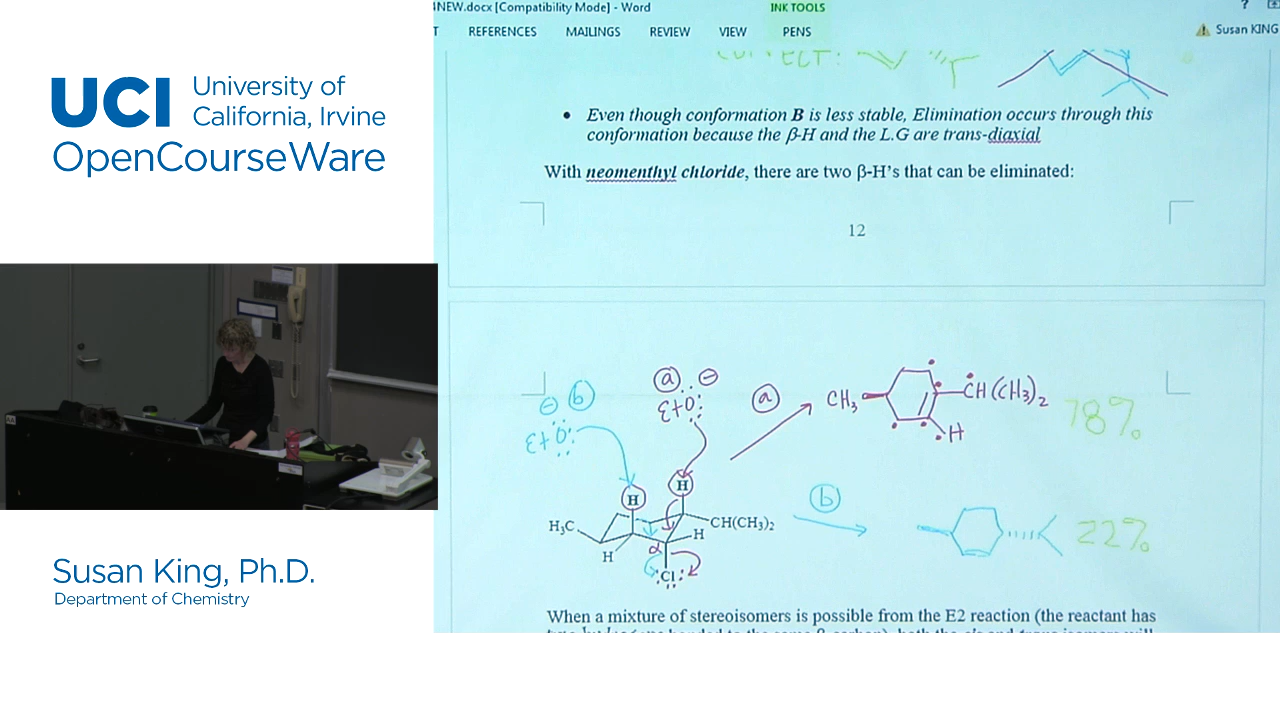 UCI University of
California, Irvine
OpenCourseWare
4NEW.docx [Compatibility Mode] - Word
INK TOOLS
?
REFERENCES MAILINGS REVIEW VIEW PENS
Susan KING
CORRECT:
• Even though conformation B is less stable, Elimination occurs through this
conformation because the β-H and the L.G are trans-diaxial
With neomenthyl chloride, there are two β-H's that can be eliminated:
12
a ⊖
⊖ b
EtO:
EtO:
a
CH3
CH(CH3)2
H
78%
H
H
b
H3C
CH(CH3)2
H
H
α
:Cl:
22%
When a mixture of stereoisomers is possible from the E2 reaction (the reactant has
Susan King, Ph.D.
Department of Chemistry